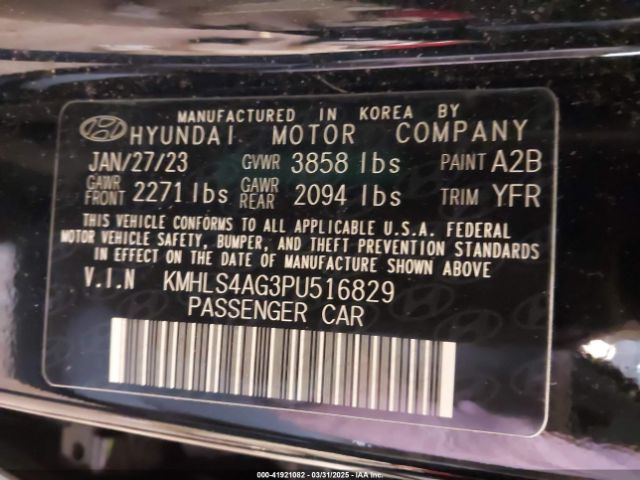 MANUFACTURED IN KOREA BY
HYUNDAI MOTOR COMPANY
JAN/27/23 GVWR 3858 lbs PAINT A2B
GAWR FRONT 2271 lbs GAWR REAR 2094 lbs TRIM YFR
THIS VEHICLE CONFORMS TO ALL APPLICABLE U.S.A. FEDERAL
MOTOR VEHICLE SAFETY, BUMPER, AND THEFT PREVENTION STANDARDS
IN EFFECT ON THE DATE OF MANUFACTURE SHOWN ABOVE
V.I.N KMHLS4AG3PU516829
PASSENGER CAR
000-41921082 - 03/31/2025 - IAAI. Copart